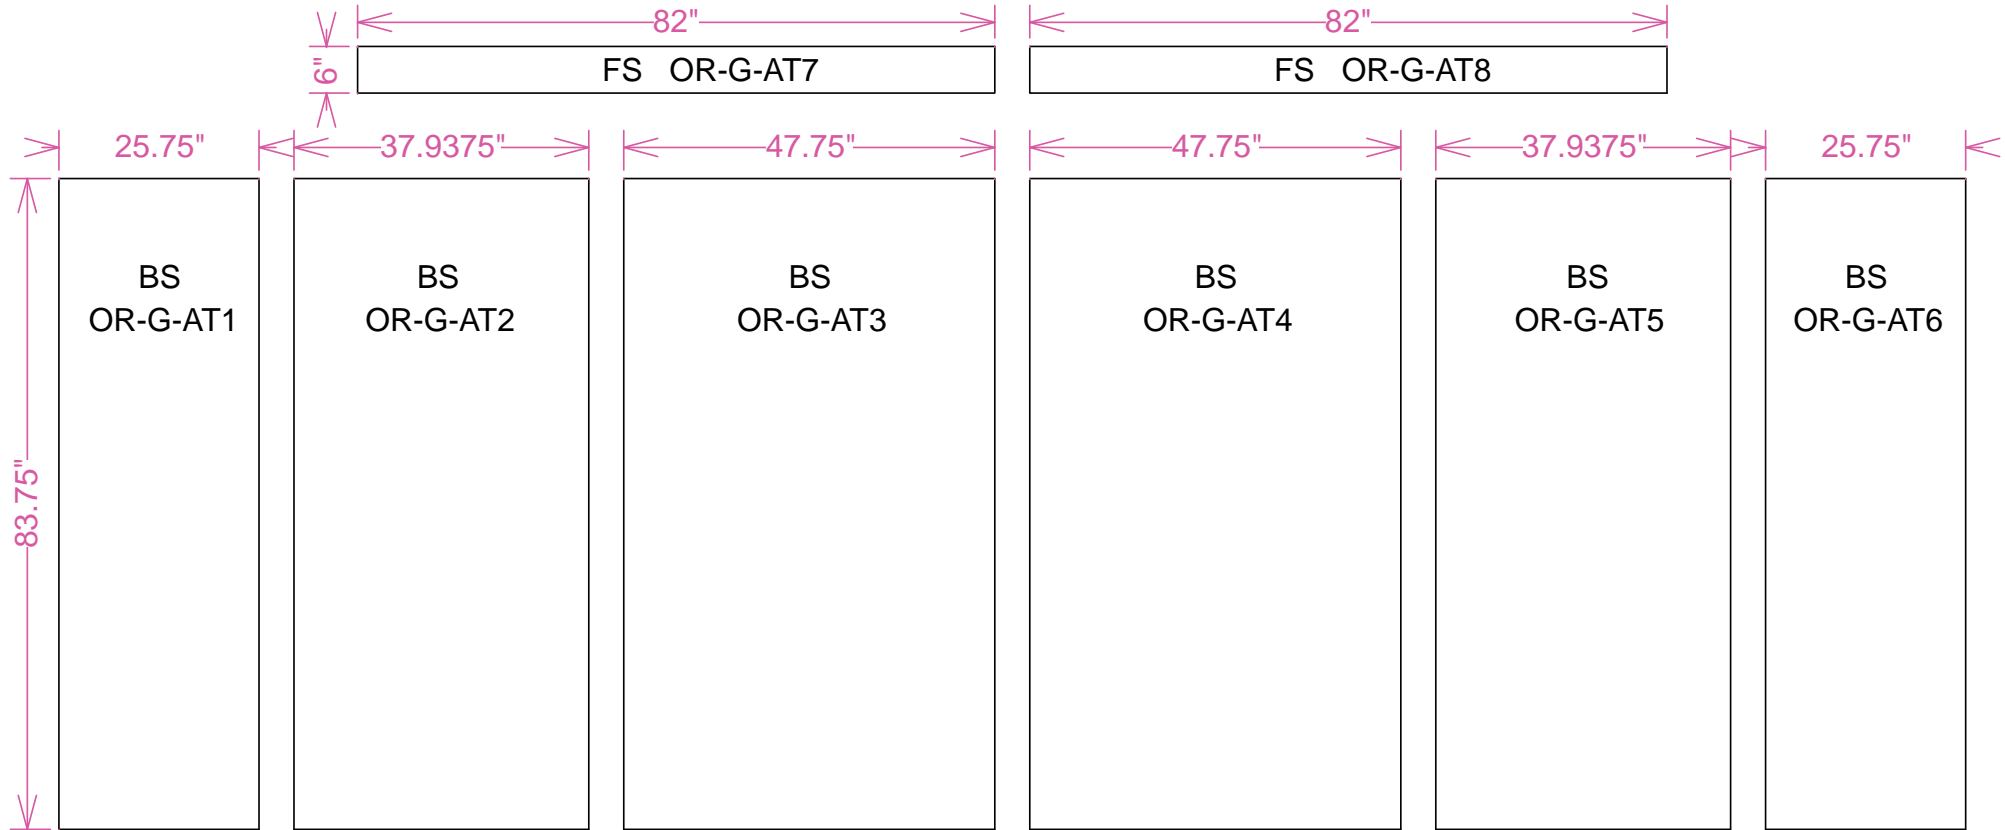 82" 82"
6" FS OR-G-AT7 FS OR-G-AT8
25.75" 37.9375" 47.75" 47.75" 37.9375" 25.75"
BS BS BS BS BS BS
OR-G-AT1 OR-G-AT2 OR-G-AT3 OR-G-AT4 OR-G-AT5 OR-G-AT6
83.75"